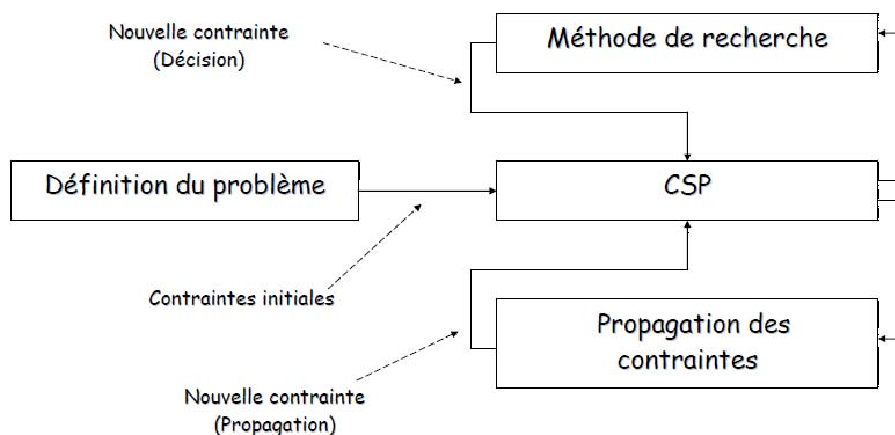 Nouvelle contrainte
(Décision)
Méthode de recherche
Définition du problème
CSP
Contraintes initiales
Propagation des
contraintes
Nouvelle contrainte
(Propagation)